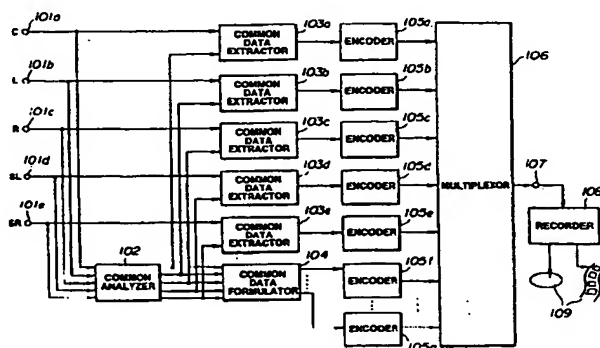 101a
C
101b
L
101c
R
101d
SL
101e
SR
102
COMMON
ANALYZER
103a
COMMON
DATA
EXTRACTOR
103b
COMMON
DATA
EXTRACTOR
103c
COMMON
DATA
EXTRACTOR
103d
COMMON
DATA
EXTRACTOR
103e
COMMON
DATA
EXTRACTOR
104
COMMON
DATA
FORMULATOR
105a
ENCODER
105b
ENCODER
105c
ENCODER
105d
ENCODER
105e
ENCODER
105f
ENCODER
ENCODER
106
MULTIPLEXOR
107
108
RECORDER
109